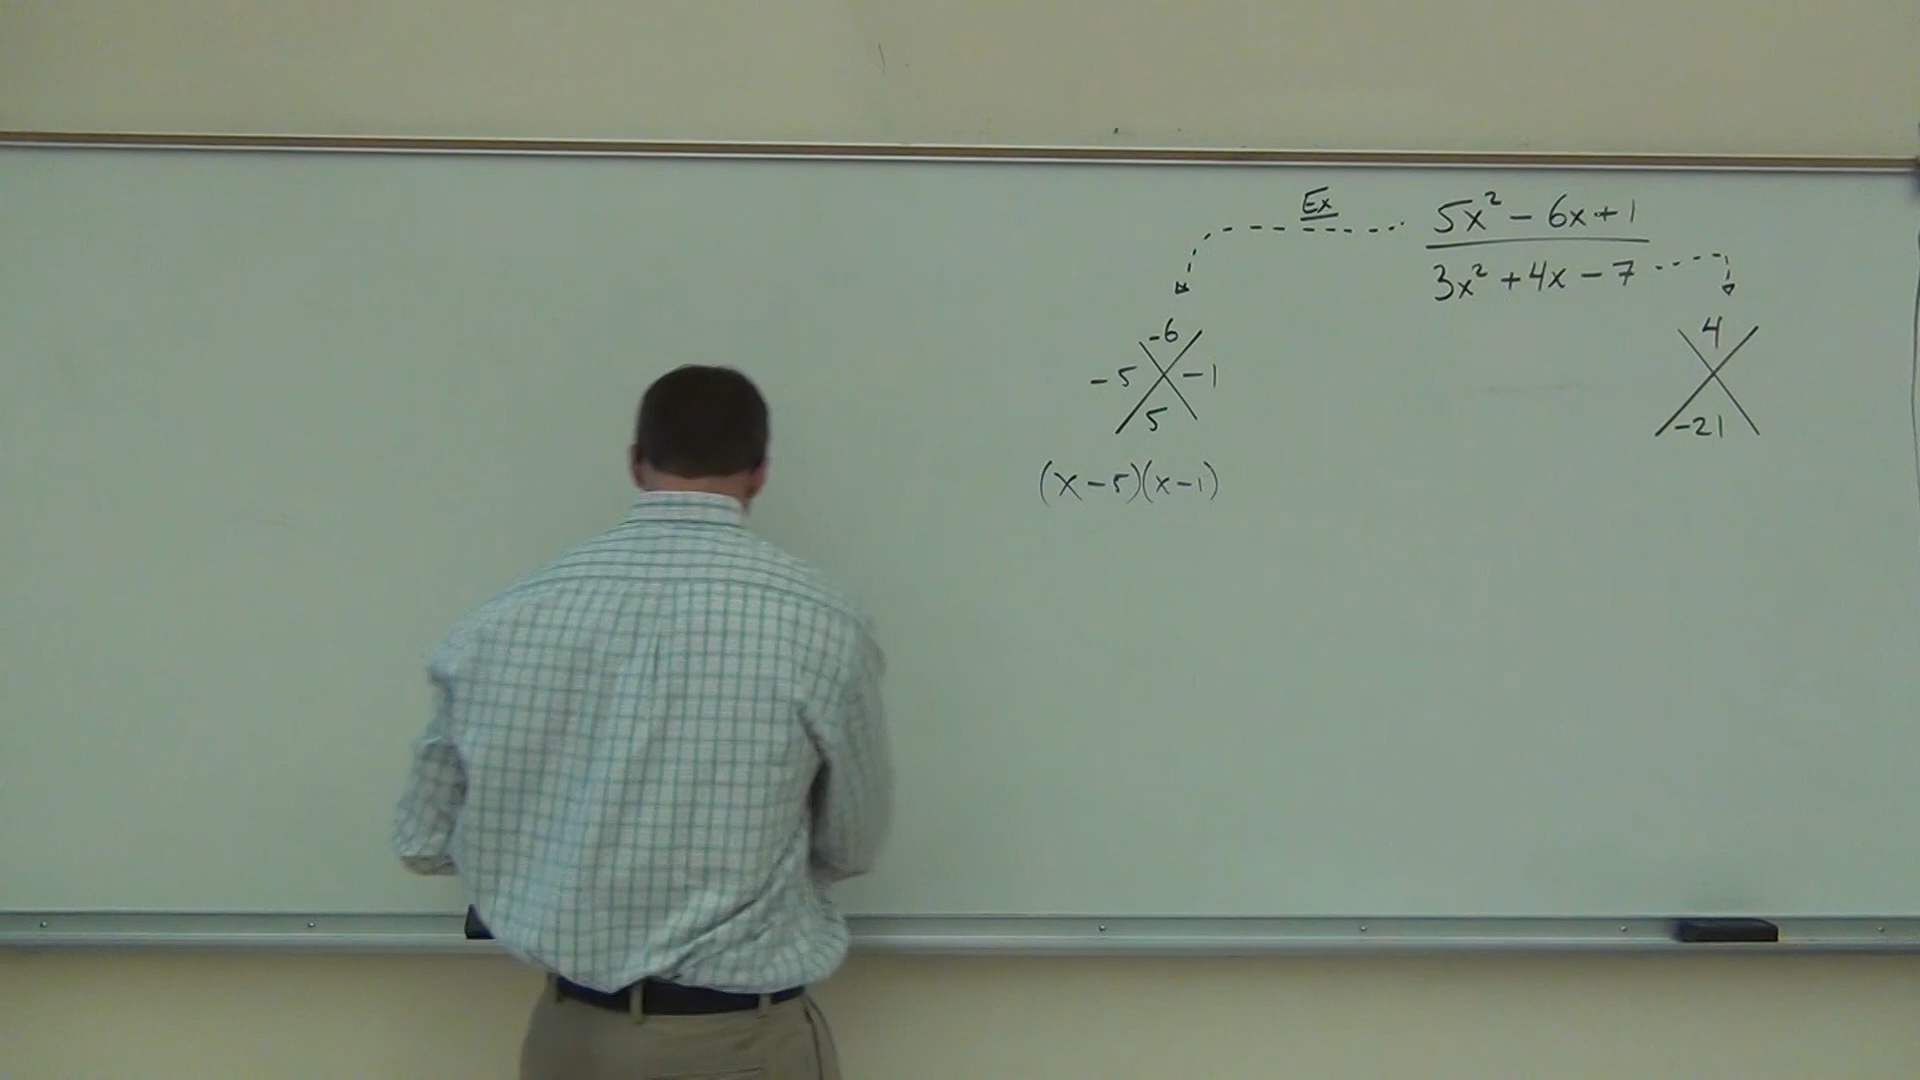 Ex
5x² - 6x + 1
3x² + 4x - 7
-6
-5 -1
5
(x - 5)(x - 1)
4
-21